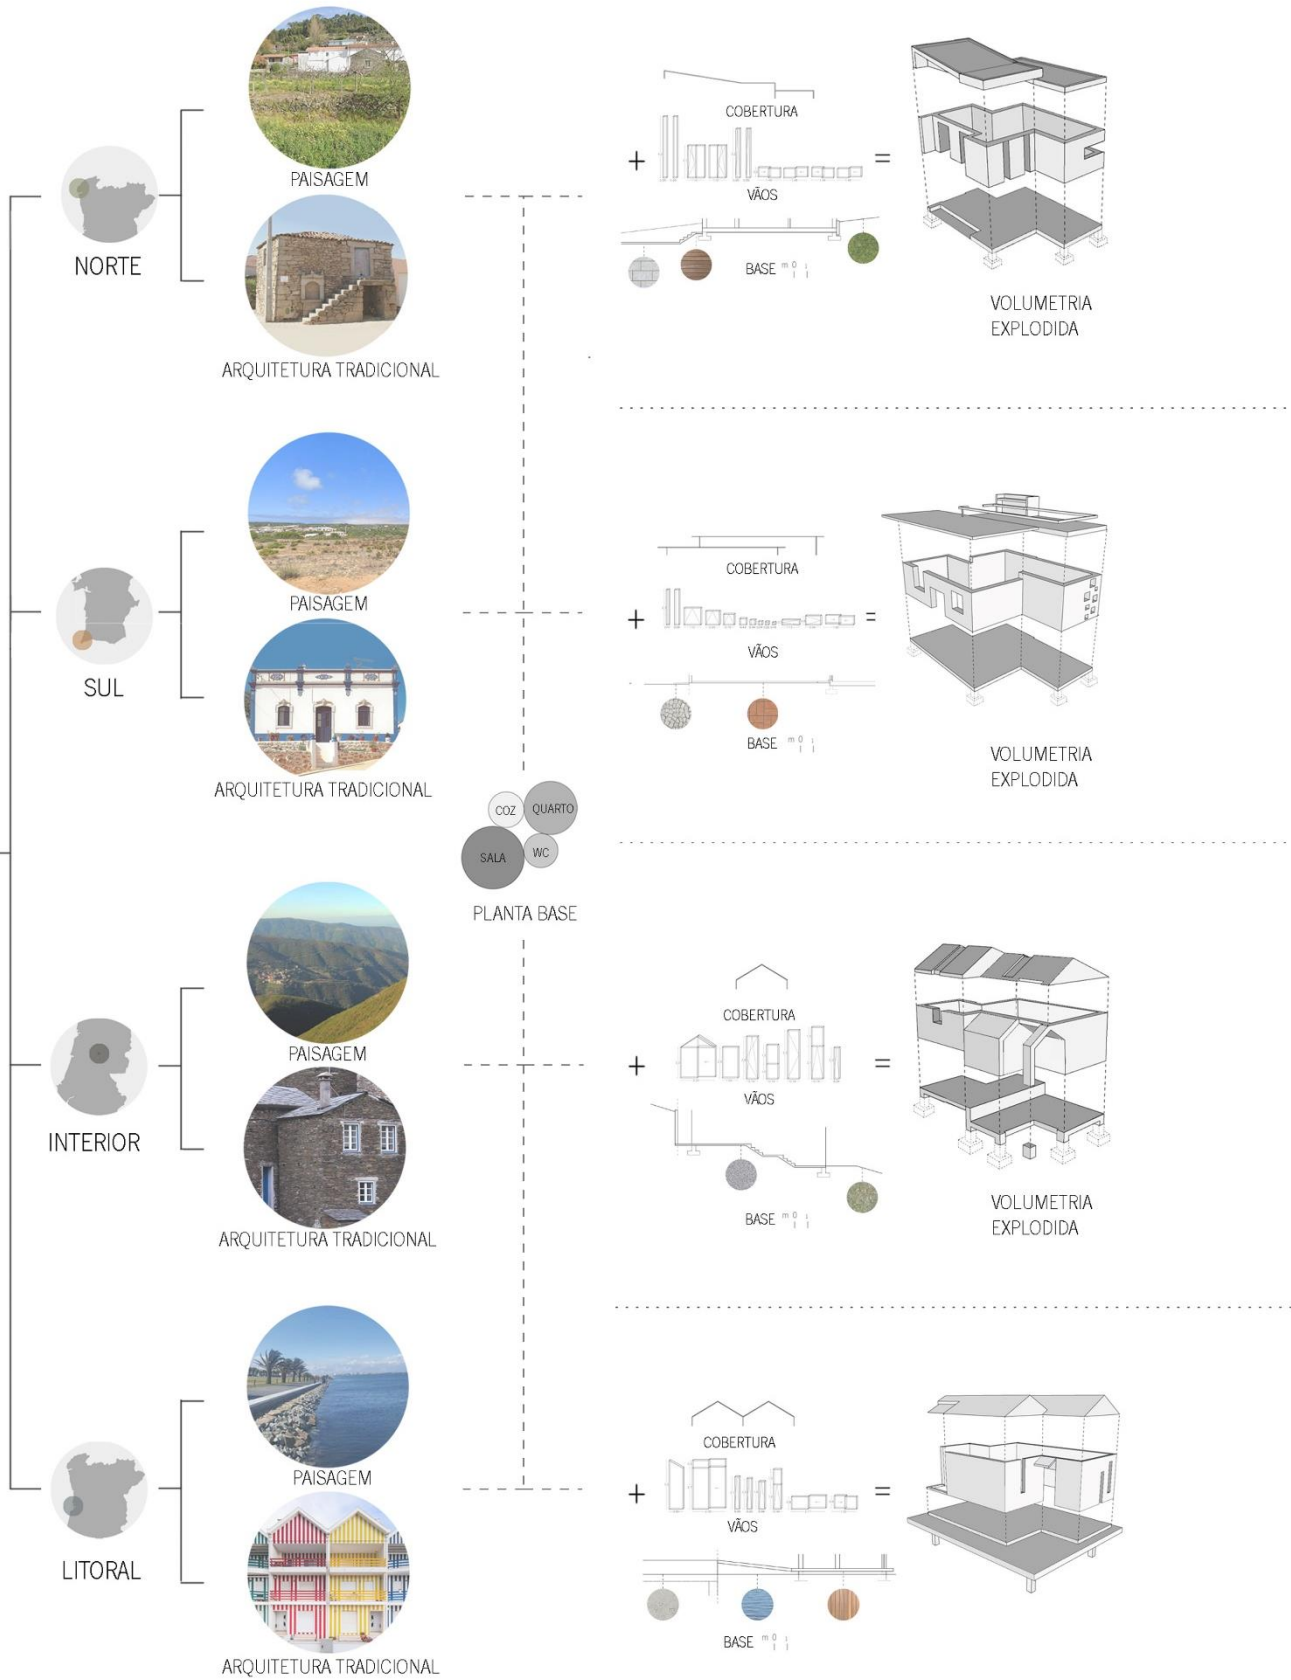 NORTE
PAISAGEM
ARQUITETURA TRADICIONAL
COBERTURA
+
=
VÃOS
BASE
VOLUMETRIA
EXPLODIDA
SUL
PAISAGEM
ARQUITETURA TRADICIONAL
COBERTURA
+
=
VÃOS
BASE
VOLUMETRIA
EXPLODIDA
COZ
QUARTO
SALA
WC
PLANTA BASE
INTERIOR
PAISAGEM
ARQUITETURA TRADICIONAL
COBERTURA
+
=
VÃOS
BASE
VOLUMETRIA
EXPLODIDA
LITORAL
PAISAGEM
ARQUITETURA TRADICIONAL
COBERTURA
+
=
VÃOS
BASE